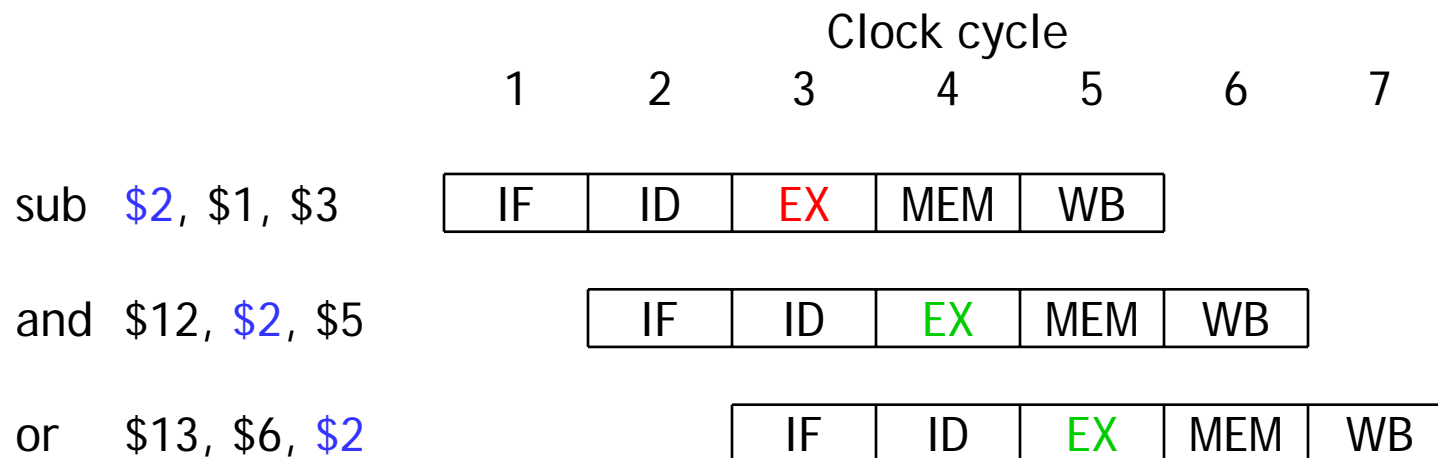 Clock cycle
1 2 3 4 5 6 7
sub $2, $1, $3 IF ID EX MEM WB
and $12, $2, $5 IF ID EX MEM WB
or $13, $6, $2 IF ID EX MEM WB